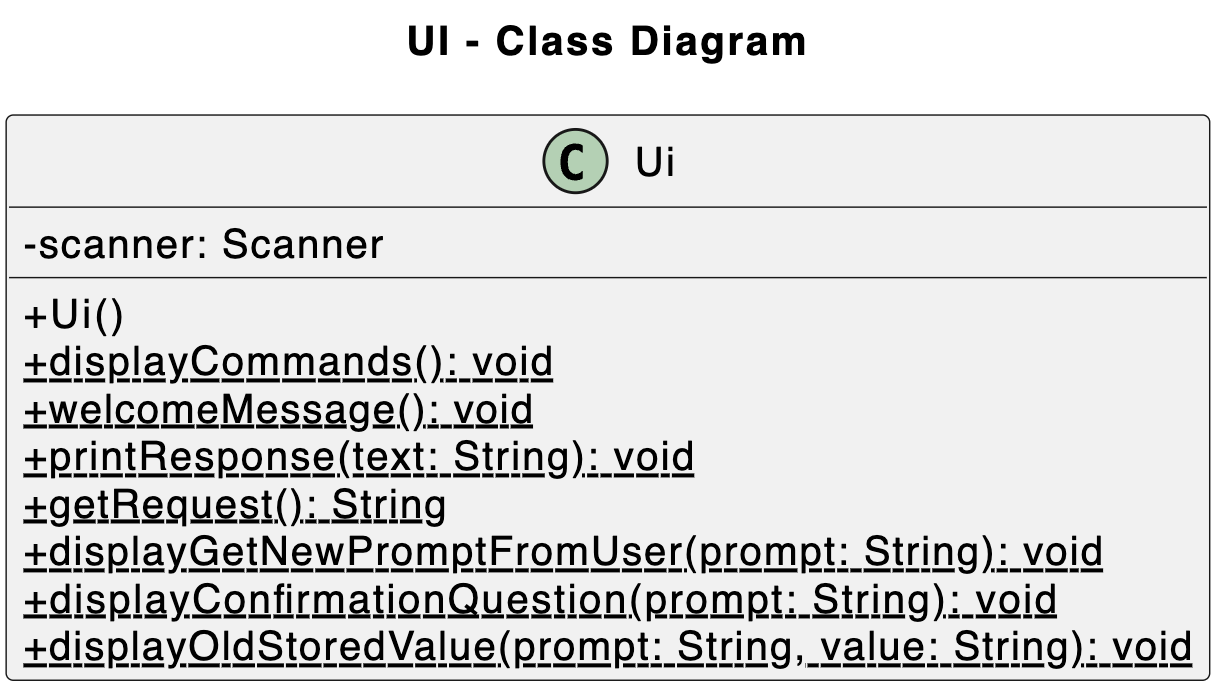 UI - Class Diagram
C Ui
-scanner: Scanner
+Ui()
+displayCommands(): void
+welcomeMessage(): void
+printResponse(text: String): void
+getRequest(): String
+displayGetNewPromptFromUser(prompt: String): void
+displayConfirmationQuestion(prompt: String): void
+displayOldStoredValue(prompt: String, value: String): void